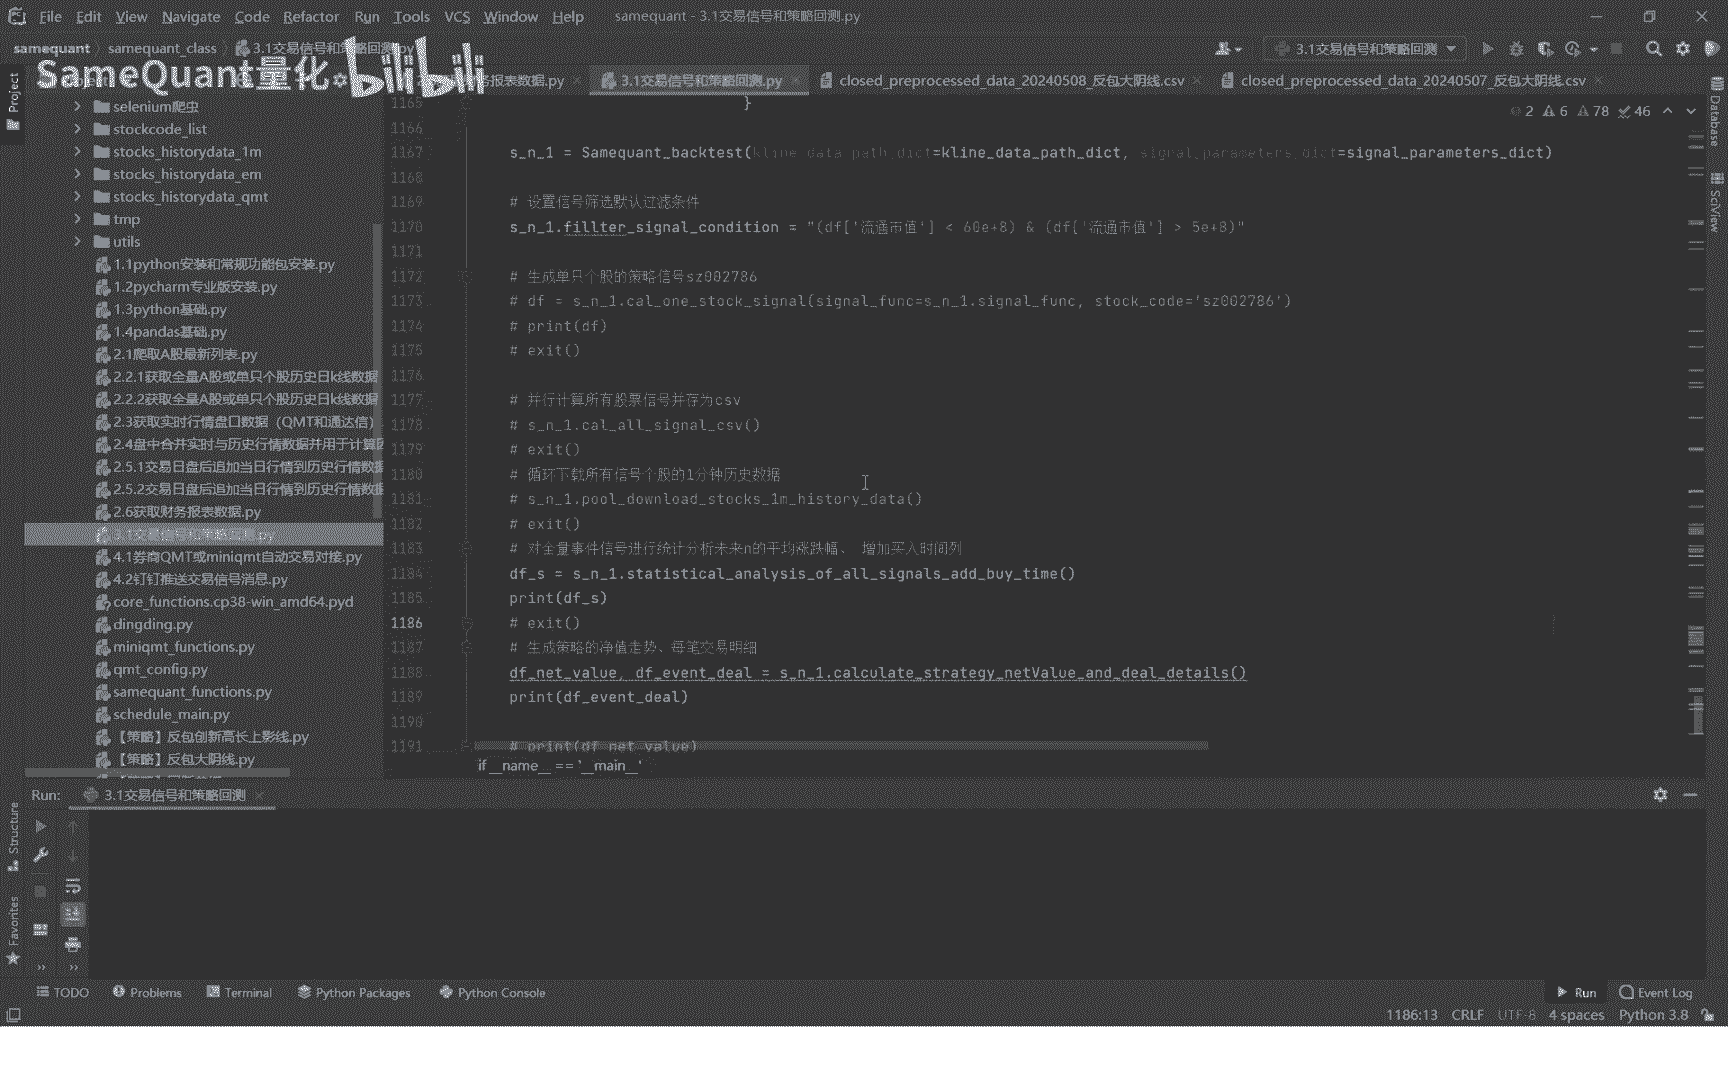 File Edit View Navigate Code Refactor Run Tools VCS Window Help samequant - 3.1交易信号和策略回测.py
samequant samequant_class 3.1交易信号和策略回测.py 3.1交易信号和策略回测
SameQuant量化 bilibili
务报表数据.py 3.1交易信号和策略回测.py closed_preprocessed_data_20240508_反包大阴线.csv closed_preprocessed_data_20240507_反包大阴线.csv
Project
Database
SciView
2 6 78 46
selenium爬虫
stockcode_list
stocks_historydata_1m
stocks_historydata_em
stocks_historydata_qmt
tmp
utils
1.1python安装和常规功能包安装.py
1.2pycharm专业版安装.py
1.3python基础.py
1.4pandas基础.py
2.1爬取A股最新列表.py
2.2.1获取全量A股或单只个股历史日k线数据
2.2.2获取全量A股或单只个股历史日k线数据
2.3获取实时行情盘口数据（QMT和通达信）
2.4盘中合并实时与历史行情数据并用于计算
2.5.1交易日盘后追加当日行情到历史行情数据
2.5.2交易日盘后追加当日行情到历史行情数据
2.6获取财务报表数据.py
3.1交易信号和策略回测.py
4.1券商QMT或miniqmt自动交易对接.py
4.2钉钉推送交易信号消息.py
core_functions.cp38-win_amd64.pyd
dingding.py
miniqmt_functions.py
qmt_config.py
samequant_functions.py
schedule_main.py
【策略】反包创新高长上影线.py
【策略】反包大阴线.py
1165 }
1166
1167 s_n_1 = Samequant_backtest(kline_data_path_dict=kline_data_path_dict, signal_parameters_dict=signal_parameters_dict)
1168
1169 # 设置信号筛选默认过滤条件
1170 s_n_1.fillter_signal_condition = "(df['流通市值'] < 60e+8) & (df['流通市值'] > 5e+8)"
1171
1172 # 生成单只个股的策略信号sz002786
1173 # df = s_n_1.cal_one_stock_signal(signal_func=s_n_1.signal_func, stock_code='sz002786')
1174 # print(df)
1175 # exit()
1176
1177 # 并行计算所有股票信号并存为csv
1178 # s_n_1.cal_all_signal_csv()
1179 # exit()
1180 # 循环下载所有信号个股的1分钟历史数据
1181 # s_n_1.pool_download_stocks_1m_history_data()
1182 # exit()
1183 # 对全量事件信号进行统计分析未来n的平均涨跌幅、 增加买入时间列
1184 df_s = s_n_1.statistical_analysis_of_all_signals_add_buy_time()
1185 print(df_s)
1186 # exit()
1187 # 生成策略的净值走势、每笔交易明细
1188 df_net_value, df_event_deal = s_n_1.calculate_strategy_netValue_and_deal_details()
1189 print(df_event_deal)
1190
1191 # print(df_net_value)
if __name__ == '__main__'
Run: 3.1交易信号和策略回测
Structure
Favorites
TODO Problems Terminal Python Packages Python Console Run Event Log
1186:13 CRLF UTF-8 4 spaces Python 3.8